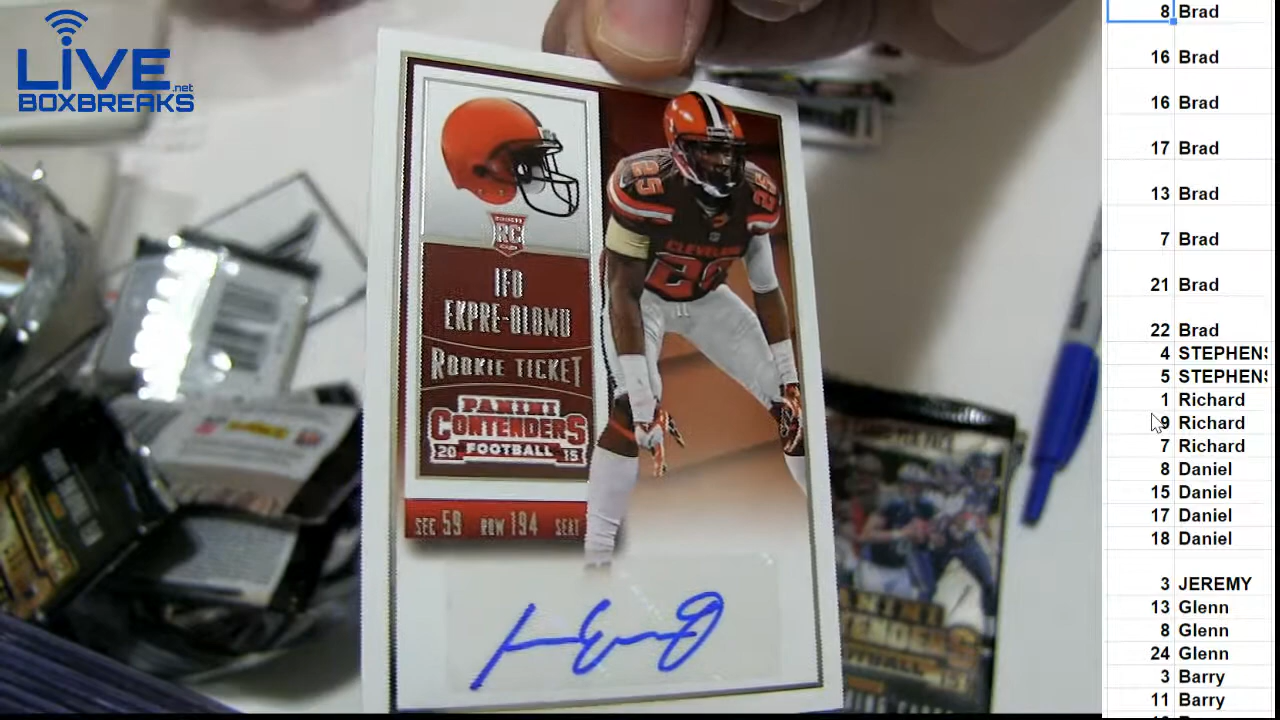 LiVE.net
BOXBREAKS
RC
IFO
EKPRE-OLOMU
ROOKIE TICKET
PANINI
CONTENDERS
20 FOOTBALL 15
SEC 59 ROW 194 SEAT
25
CLEVELAND
8 Brad
16 Brad
16 Brad
17 Brad
13 Brad
7 Brad
21 Brad
22 Brad
4 STEPHENS
5 STEPHENS
1 Richard
9 Richard
7 Richard
8 Daniel
15 Daniel
17 Daniel
18 Daniel
3 JEREMY
13 Glenn
8 Glenn
24 Glenn
3 Barry
11 Barry